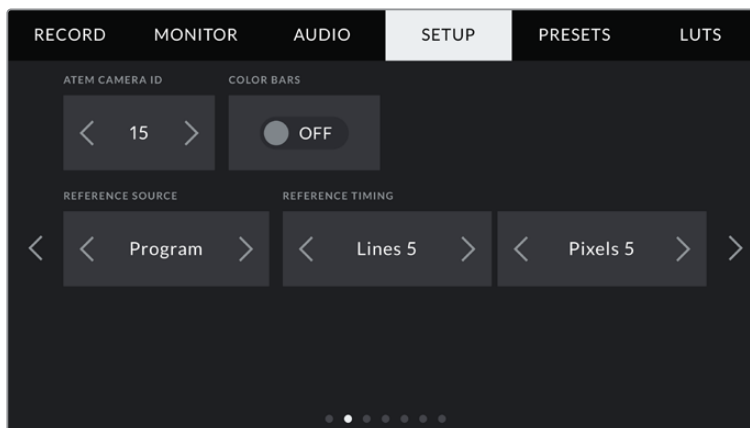 RECORD MONITOR AUDIO SETUP PRESETS LUTS
ATEM CAMERA ID COLOR BARS
15 OFF
REFERENCE SOURCE REFERENCE TIMING
Program Lines 5 Pixels 5